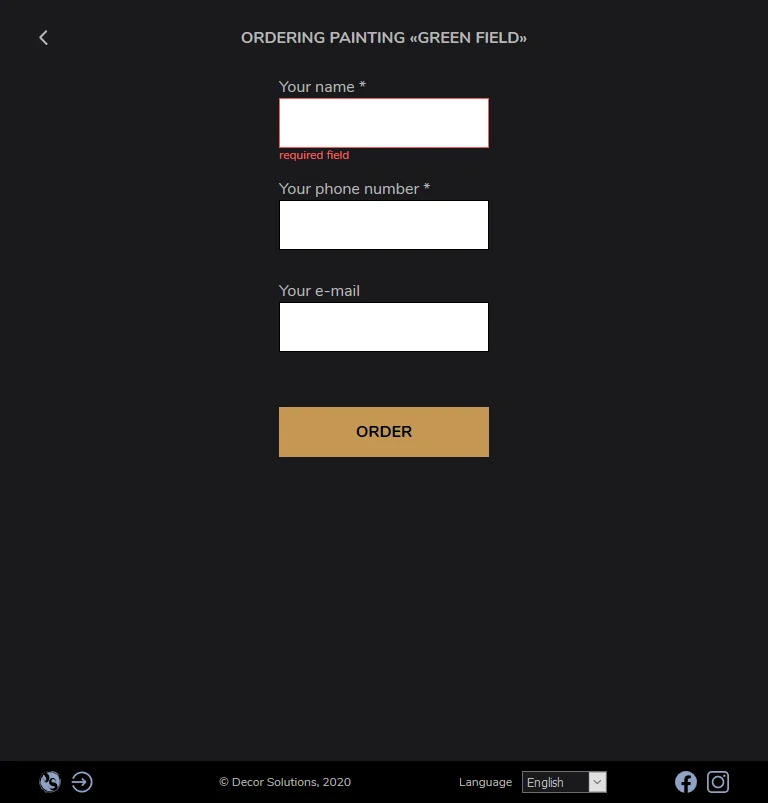 ORDERING PAINTING «GREEN FIELD»
Your name *
required field
Your phone number *
Your e-mail
ORDER
© Decor Solutions, 2020
Language
English